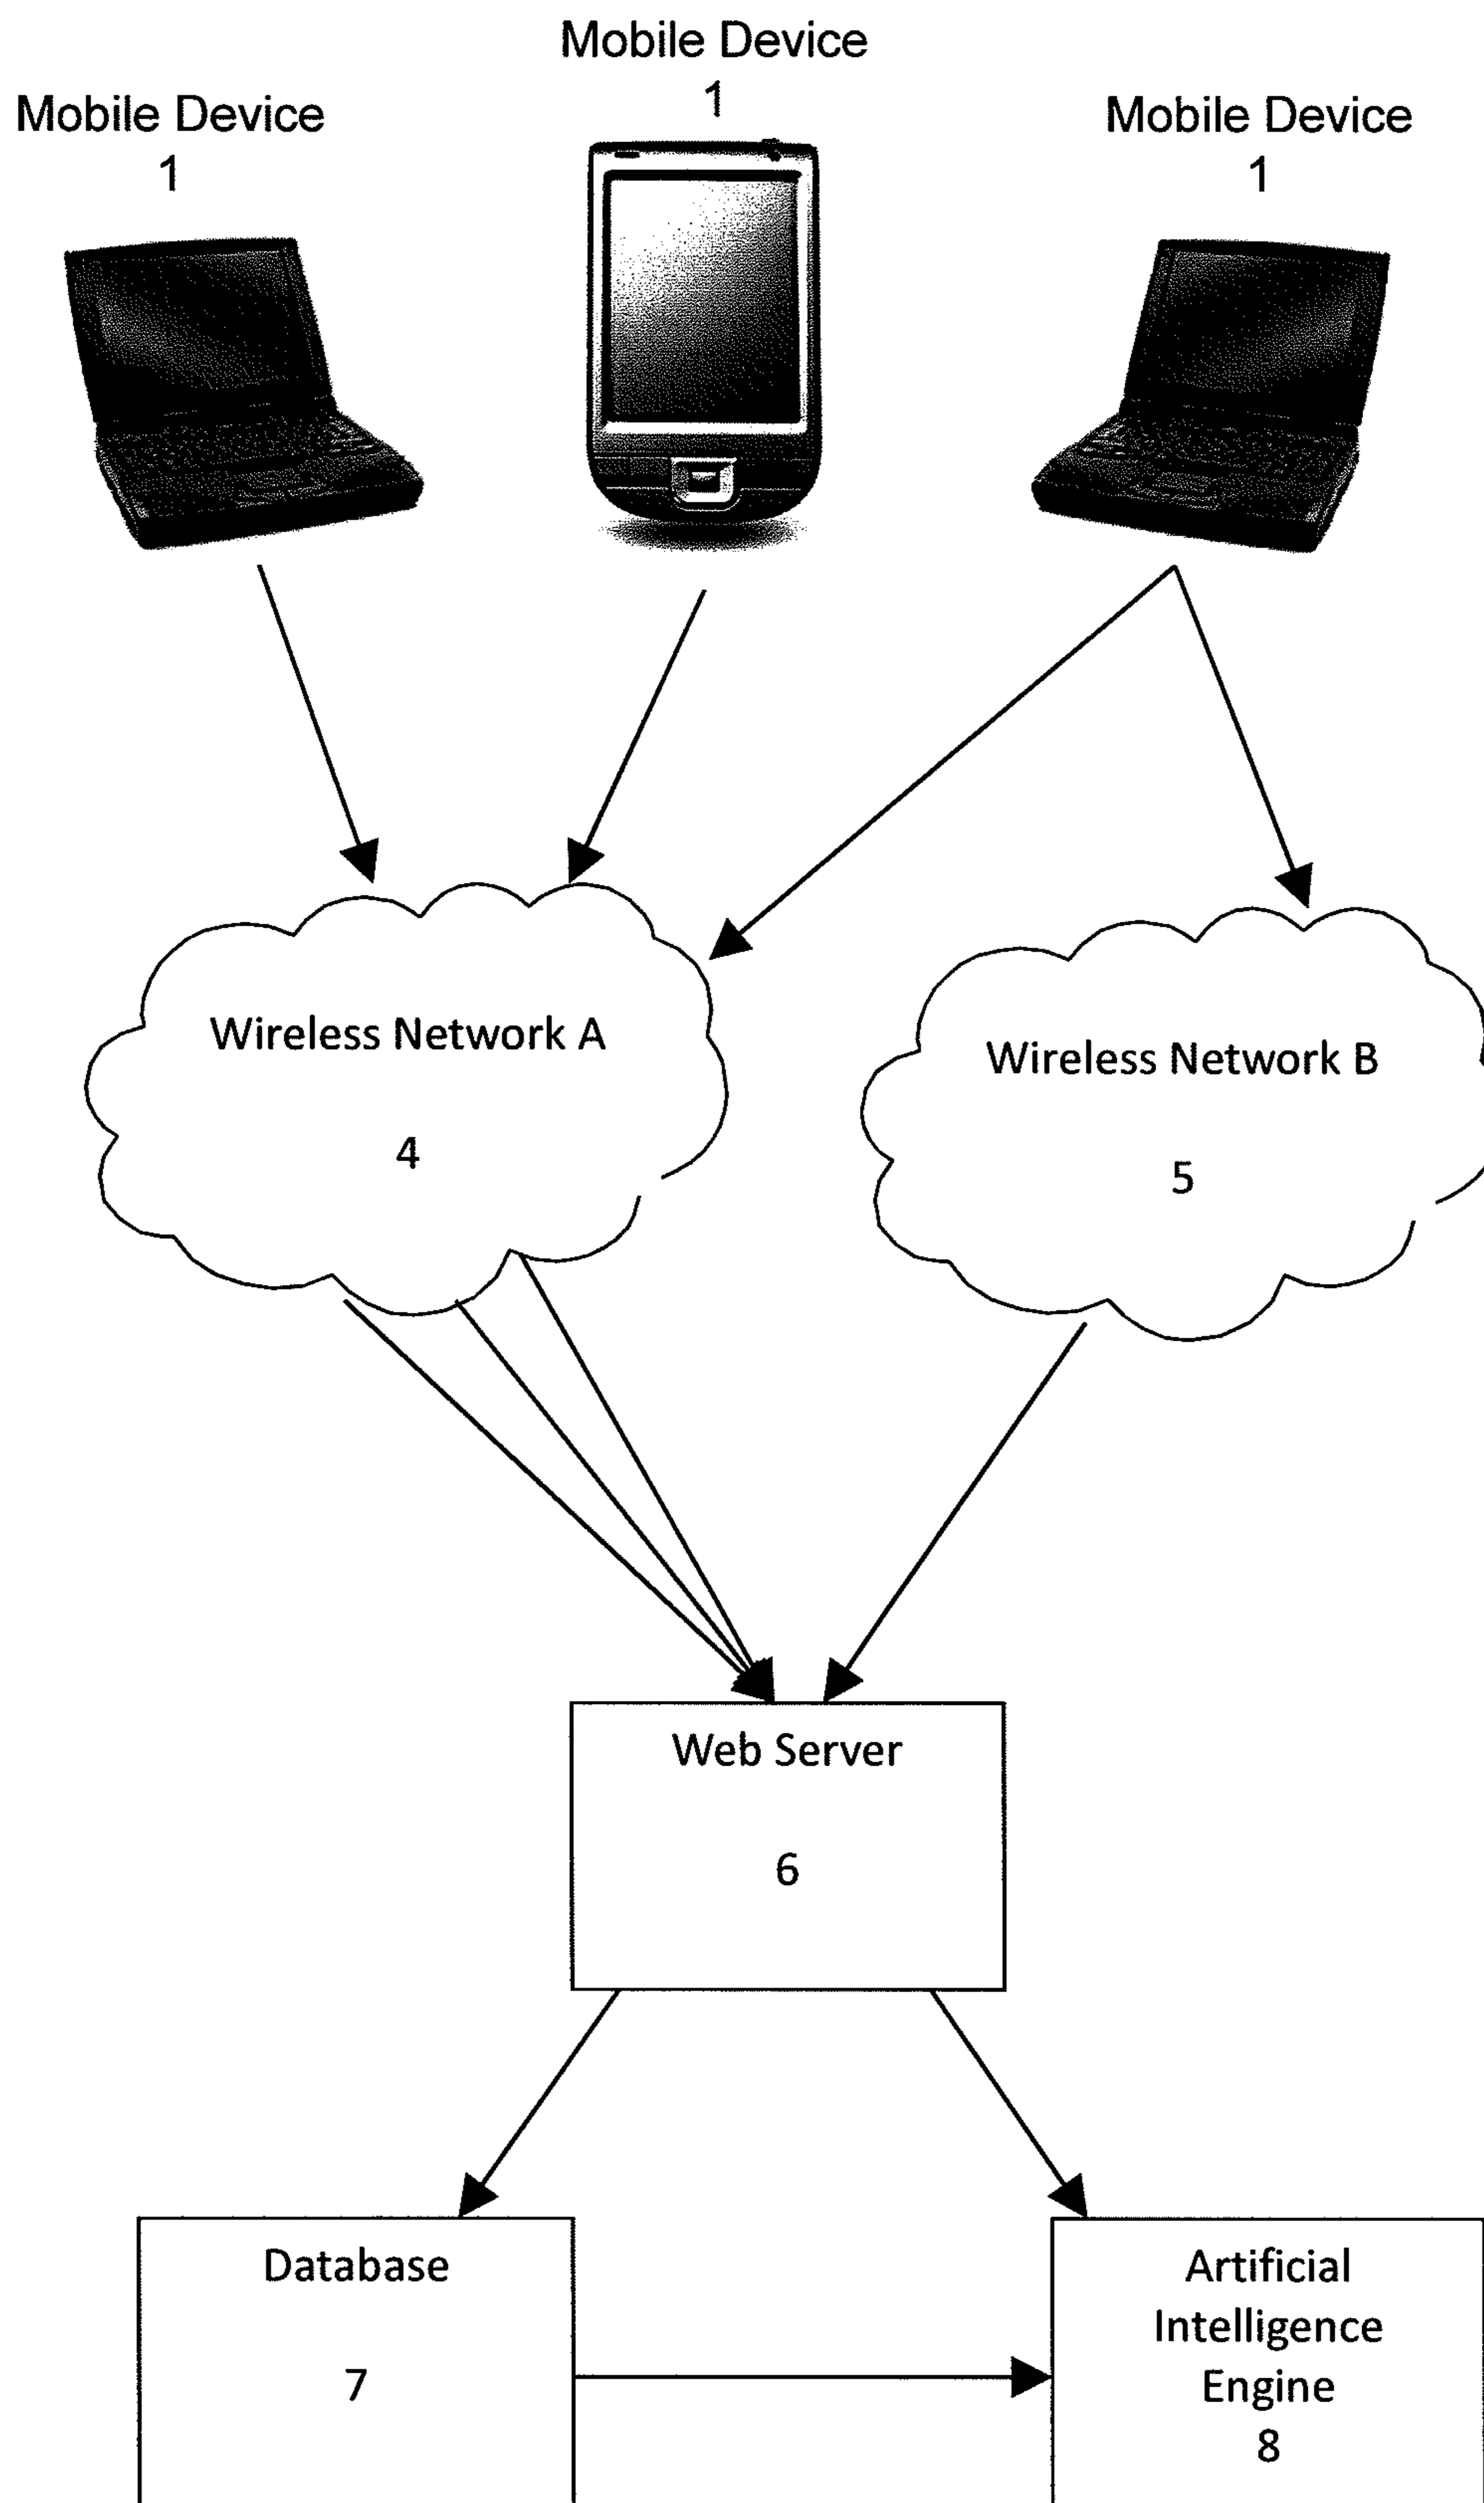 Mobile Device
1
Mobile Device
1
Mobile Device
1
Wireless Network A
4
Wireless Network B
5
Web Server
6
Database
7
Artificial
Intelligence
Engine
8